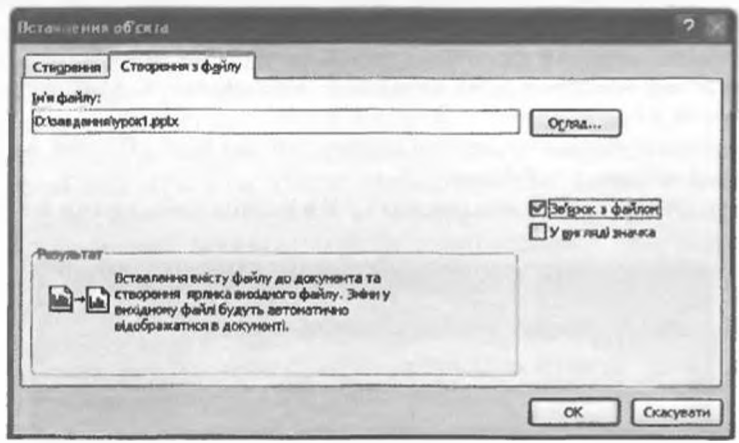 Вставлення об'єкта
Створення
Створення з файлу
Ім'я файлу:
D:\завдання\урок1.pptx
Огляд...
Зв'язок з файлом
У вигляді значка
Результат
Вставлення вмісту файлу до документа та
створення ярлика вихідного файлу. Зміни у
вихідному файлі будуть автоматично
відображатися в документі.
ОК
Скасувати